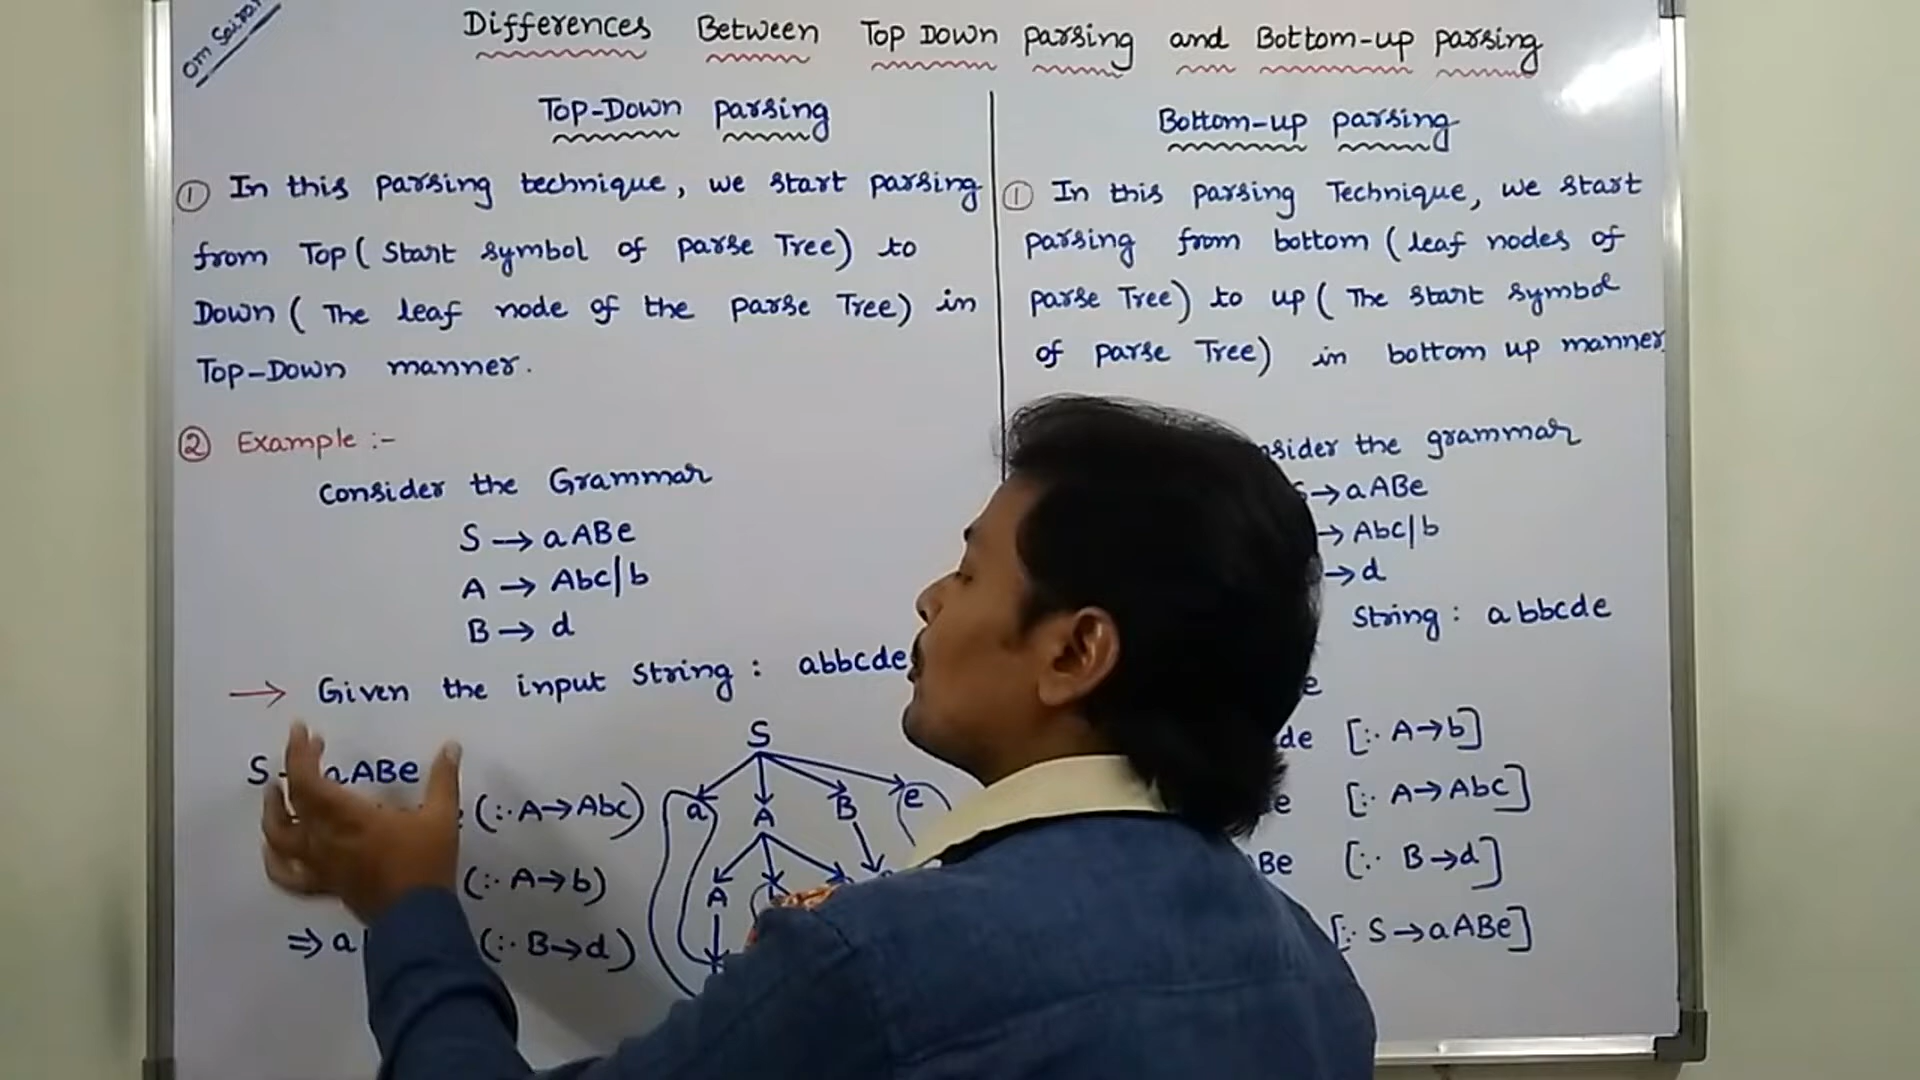 Om Sairam
Differences Between Top Down parsing and Bottom-up parsing
Top-Down parsing
① In this parsing technique, we start parsing
from Top ( Start symbol of parse Tree) to
Down ( The leaf node of the parse Tree) in
Top-Down manner.
② Example :-
Consider the Grammar
S → aABe
A → Abc|b
B → d
→ Given the input string : abbcde
S
aABe
(∵ A→Abc)
(∵ A→b)
⇒ a
(∵ B→d)
S
a A B e
A
Bottom-up parsing
① In this parsing Technique, we start
parsing from bottom ( leaf nodes of
parse Tree) to up ( The start symbol
of parse Tree) in bottom up manner
the grammar
→ aABe
→ Abc|b
→ d
String : abbcde
e
de [∵ A→b]
e [∵ A→Abc]
Be [∵ B→d]
[∵ S→aABe]